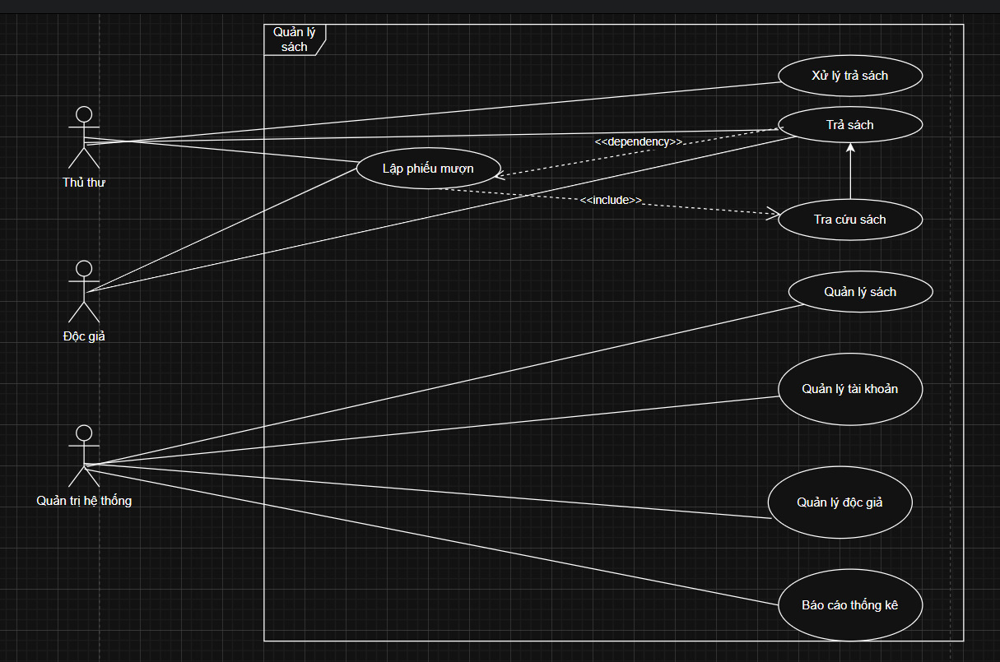 Quản lý
sách
Xử lý trả sách
Trả sách
<<dependency>>
Lập phiếu mượn
Thủ thư
<<include>>
Tra cứu sách
Quản lý sách
Độc giả
Quản lý tài khoản
Quản trị hệ thống
Quản lý độc giả
Báo cáo thống kê